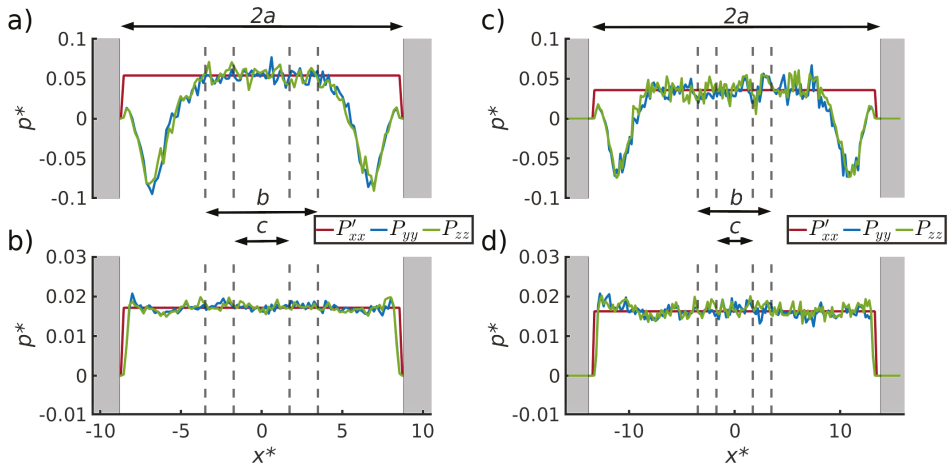 a)
2a
0.1
0.05
0
-0.05
-0.1
p*
c)
2a
0.1
0.05
0
-0.05
-0.1
p*
b
c
P'xx Pyy Pzz
b
c
P'xx Pyy Pzz
b)
0.03
0.02
0.01
0
-0.01
p*
-10 -5 0 5 10
x*
d)
0.03
0.02
0.01
0
-0.01
p*
-10 0 10
x*